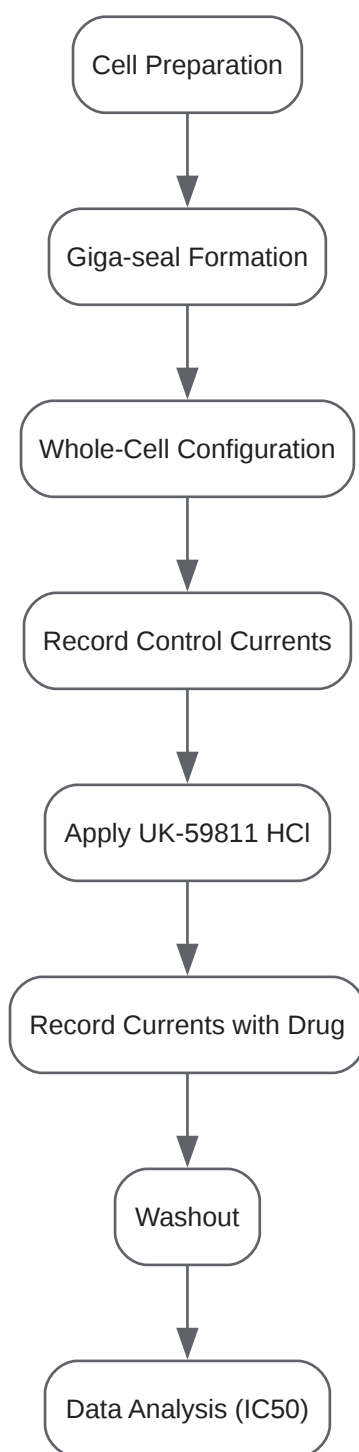 Cell Preparation
Giga-seal Formation
Whole-Cell Configuration
Record Control Currents
Apply UK-59811 HCl
Record Currents with Drug
Washout
Data Analysis (IC50)